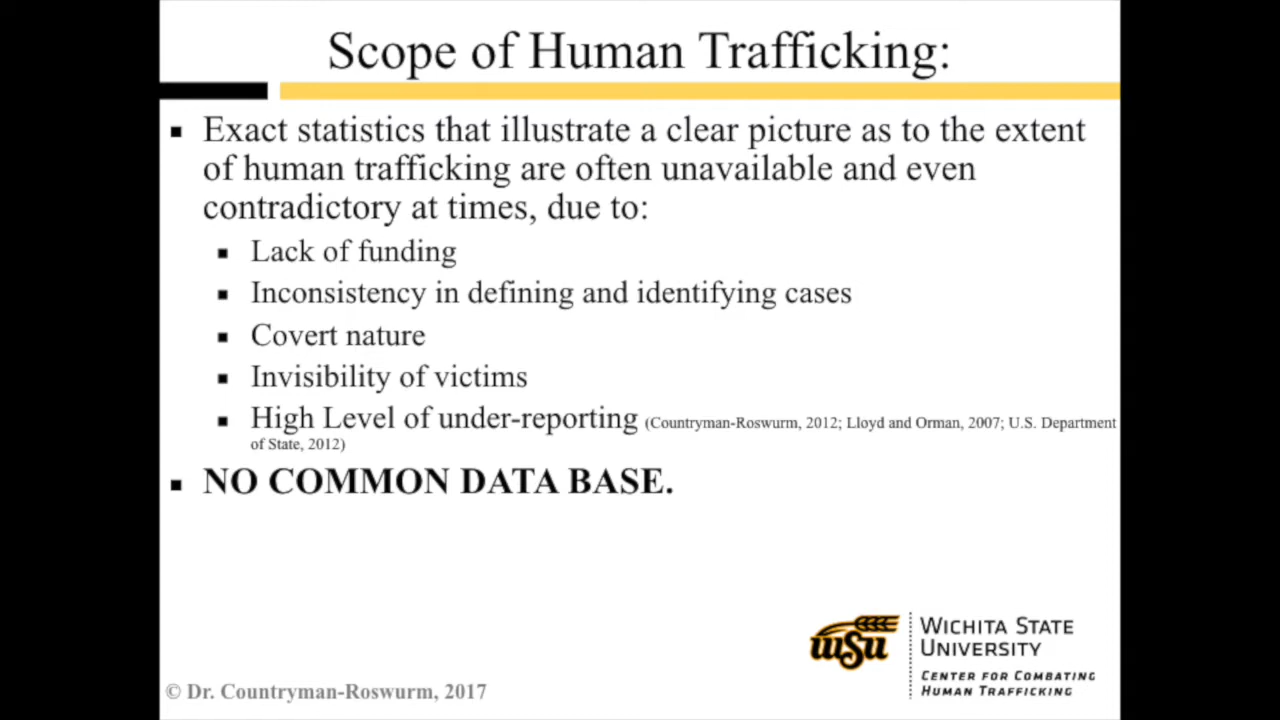 Scope of Human Trafficking:
▪ Exact statistics that illustrate a clear picture as to the extent
of human trafficking are often unavailable and even
contradictory at times, due to:
▪ Lack of funding
▪ Inconsistency in defining and identifying cases
▪ Covert nature
▪ Invisibility of victims
▪ High Level of under-reporting (Countryman-Roswurm, 2012; Lloyd and Orman, 2007; U.S. Department
of State, 2012)
▪ NO COMMON DATA BASE.
WSU
WICHITA STATE
UNIVERSITY
CENTER FOR COMBATING
HUMAN TRAFFICKING
© Dr. Countryman-Roswurm, 2017